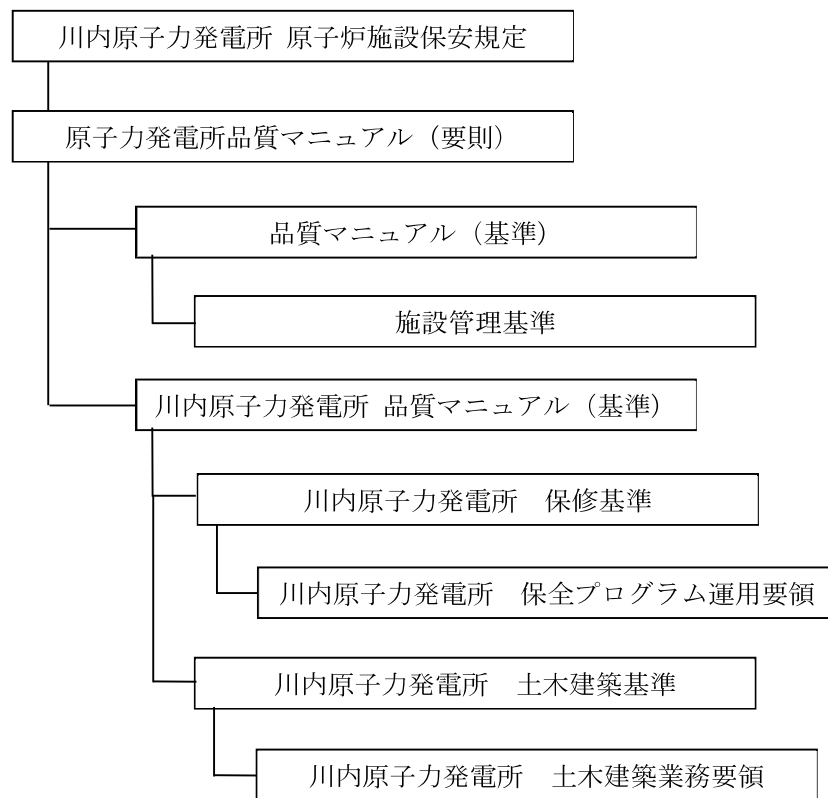 川内原子力発電所 原子炉施設保安規定
原子力発電所品質マニュアル（要則）
品質マニュアル（基準）
施設管理基準
川内原子力発電所 品質マニュアル（基準）
川内原子力発電所　保修基準
川内原子力発電所　保全プログラム運用要領
川内原子力発電所　土木建築基準
川内原子力発電所　土木建築業務要領